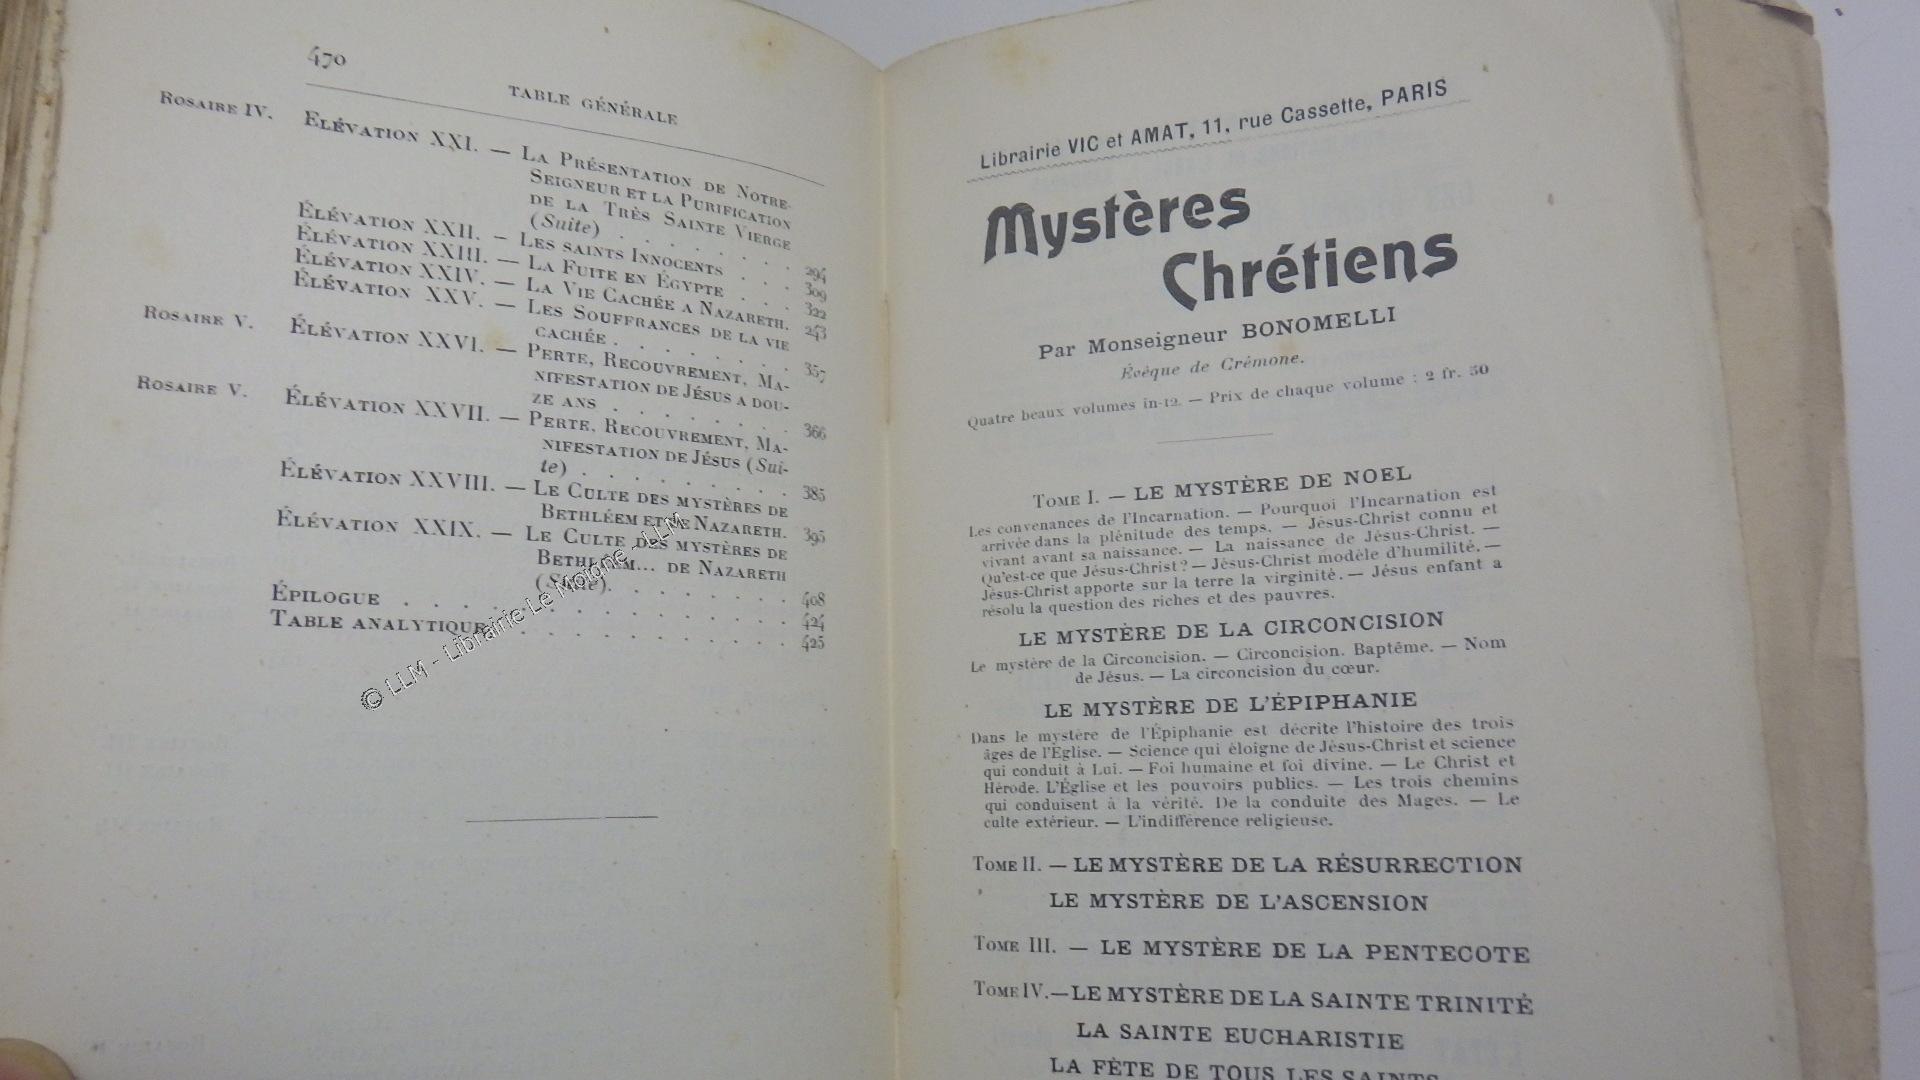 470
TABLE GÉNÉRALE
ROSAIRE IV. ÉLÉVATION XXI. — LA PRÉSENTATION DE NOTRE-
SEIGNEUR ET LA PURIFICATION
DE LA TRÈS SAINTE VIERGE
(Suite) . . . . . . . . 294
ÉLÉVATION XXII. — LES SAINTS INNOCENTS . . . 309
ÉLÉVATION XXIII. — LA FUITE EN ÉGYPTE . . . 322
ÉLÉVATION XXIV. — LA VIE CACHÉE A NAZARETH. 243
ÉLÉVATION XXV. — LES SOUFFRANCES DE LA VIE
CACHÉE . . . . . . . . 357
ROSAIRE V. ÉLÉVATION XXVI. — PERTE, RECOUVREMENT, MA-
NIFESTATION DE JÉSUS A DOU-
ZE ANS . . . . . . . . 366
ROSAIRE V. ÉLÉVATION XXVII. — PERTE, RECOUVREMENT, MA-
NIFESTATION DE JÉSUS (Sui-
te) . . . . . . . . . 385
ÉLÉVATION XXVIII. — LE CULTE DES MYSTÈRES DE
BETHLÉEM ET DE NAZARETH. 395
ÉLÉVATION XXIX. — LE CULTE DES MYSTÈRES DE
BETHLÉEM... DE NAZARETH
(Suite). . . . . . . . 408
ÉPILOGUE . . . . . . . . . . . . 424
TABLE ANALYTIQUE . . . . . . . . . . 425
© LLM - Librairie Le Moione - LLM
Librairie VIC et AMAT, 11, rue Cassette, PARIS
Mystères
Chrétiens
Par Monseigneur BONOMELLI
Évêque de Crémone.
Quatre beaux volumes in-12. — Prix de chaque volume : 2 fr. 50
TOME I. — LE MYSTÈRE DE NOEL
Les convenances de l'Incarnation. — Pourquoi l'Incarnation est
arrivée dans la plénitude des temps. — Jésus-Christ connu et
vivant avant sa naissance. — La naissance de Jésus-Christ. —
Qu'est-ce que Jésus-Christ ? — Jésus-Christ modèle d'humilité. —
Jésus-Christ apporte sur la terre la virginité. — Jésus enfant a
résolu la question des riches et des pauvres.
LE MYSTÈRE DE LA CIRCONCISION
Le mystère de la Circoncision. — Circoncision. Baptême. — Nom
de Jésus. — La circoncision du cœur.
LE MYSTÈRE DE L'ÉPIPHANIE
Dans le mystère de l'Épiphanie est décrite l'histoire des trois
âges de l'Église. — Science qui éloigne de Jésus-Christ et science
qui conduit à Lui. — Foi humaine et foi divine. — Le Christ et
Hérode. L'Église et les pouvoirs publics. — Les trois chemins
qui conduisent à la vérité. De la conduite des Mages. — Le
culte extérieur. — L'indifférence religieuse.
TOME II. — LE MYSTÈRE DE LA RÉSURRECTION
LE MYSTÈRE DE L'ASCENSION
TOME III. — LE MYSTÈRE DE LA PENTECOTE
TOME IV. — LE MYSTÈRE DE LA SAINTE TRINITÉ
LA SAINTE EUCHARISTIE
LA FÊTE DE TOUS LES SAINTS